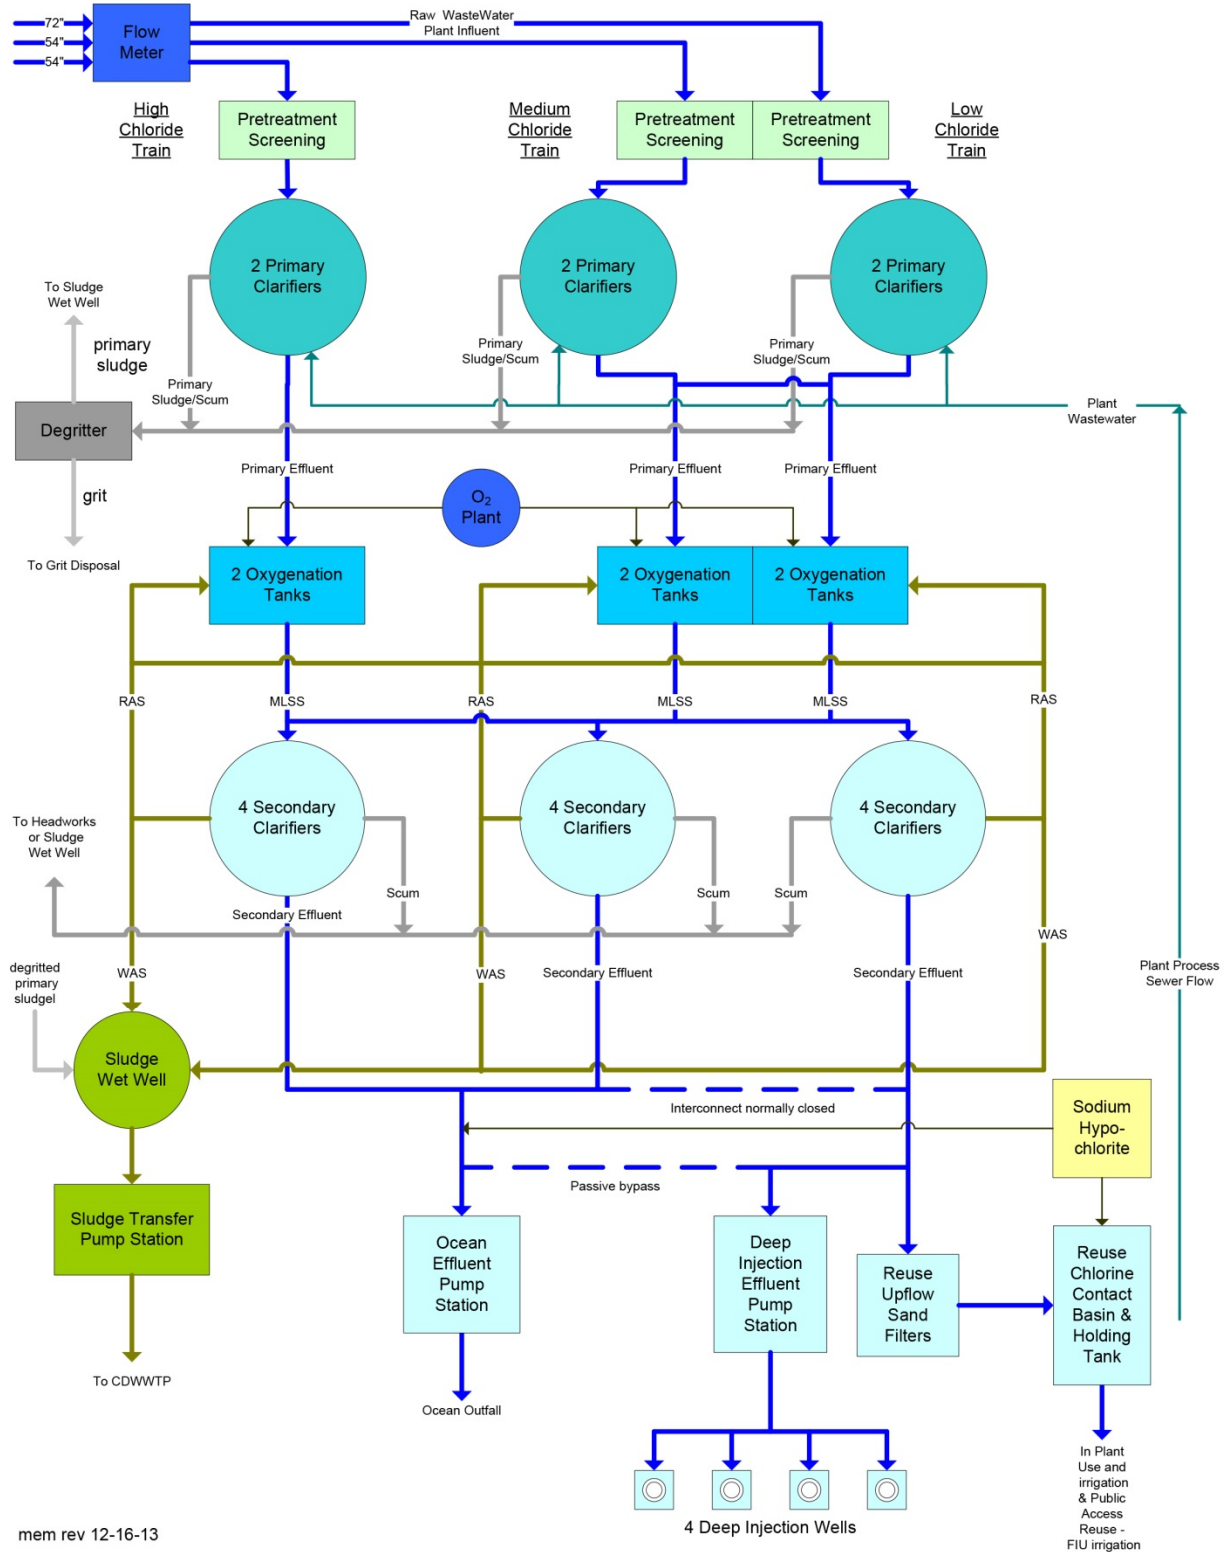 72"
54"
54"
Flow
Meter
Raw WasteWater
Plant Influent
High
Chloride
Train
Pretreatment
Screening
Medium
Chloride
Train
Pretreatment
Screening
Pretreatment
Screening
Low
Chloride
Train
2 Primary
Clarifiers
2 Primary
Clarifiers
2 Primary
Clarifiers
To Sludge
Wet Well
primary
sludge
Primary
Sludge/Scum
Primary
Sludge/Scum
Primary
Sludge/Scum
Plant
Wastewater
Degritter
grit
To Grit Disposal
Primary Effluent
Primary Effluent
Primary Effluent
O2
Plant
2 Oxygenation
Tanks
2 Oxygenation
Tanks
2 Oxygenation
Tanks
RAS
MLSS
RAS
MLSS
MLSS
RAS
4 Secondary
Clarifiers
4 Secondary
Clarifiers
4 Secondary
Clarifiers
To Headworks
or Sludge
Wet Well
Scum
Scum
Scum
Secondary Effluent
WAS
degritted
primary
sludgel
WAS
WAS
Secondary Effluent
Secondary Effluent
Plant Process
Sewer Flow
Sludge
Wet Well
Interconnect normally closed
Sodium
Hypo-
chlorite
Passive bypass
Sludge Transfer
Pump Station
Ocean
Effluent
Pump
Station
Deep
Injection
Effluent
Pump
Station
Reuse
Upflow
Sand
Filters
Reuse
Chlorine
Contact
Basin &
Holding
Tank
To CDWWTP
Ocean Outfall
In Plant
Use and
irrigation
& Public
Access
Reuse -
FIU irrigation
4 Deep Injection Wells
mem rev 12-16-13